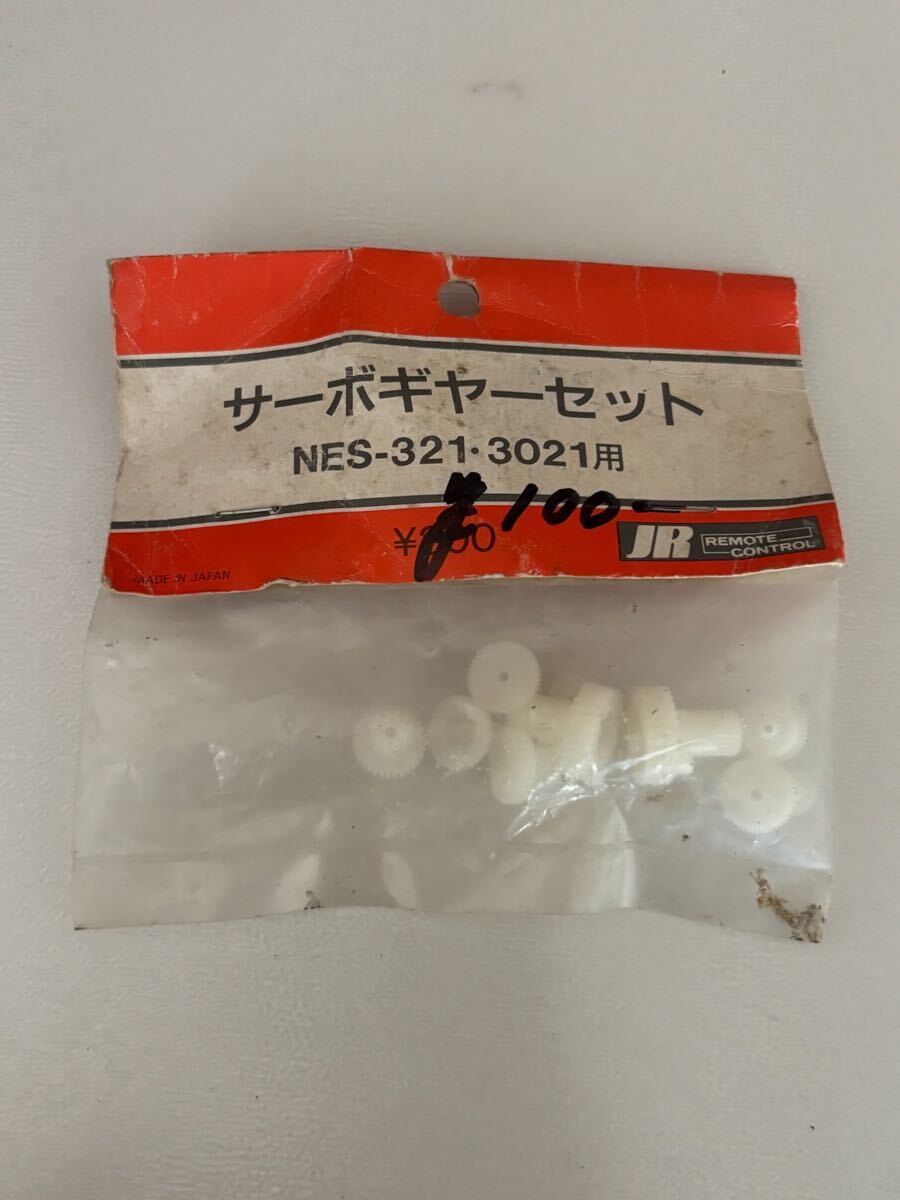 サーボギヤーセット
NES-321・3021用
¥100-
MADE IN JAPAN
JR REMOTE
CONTROL